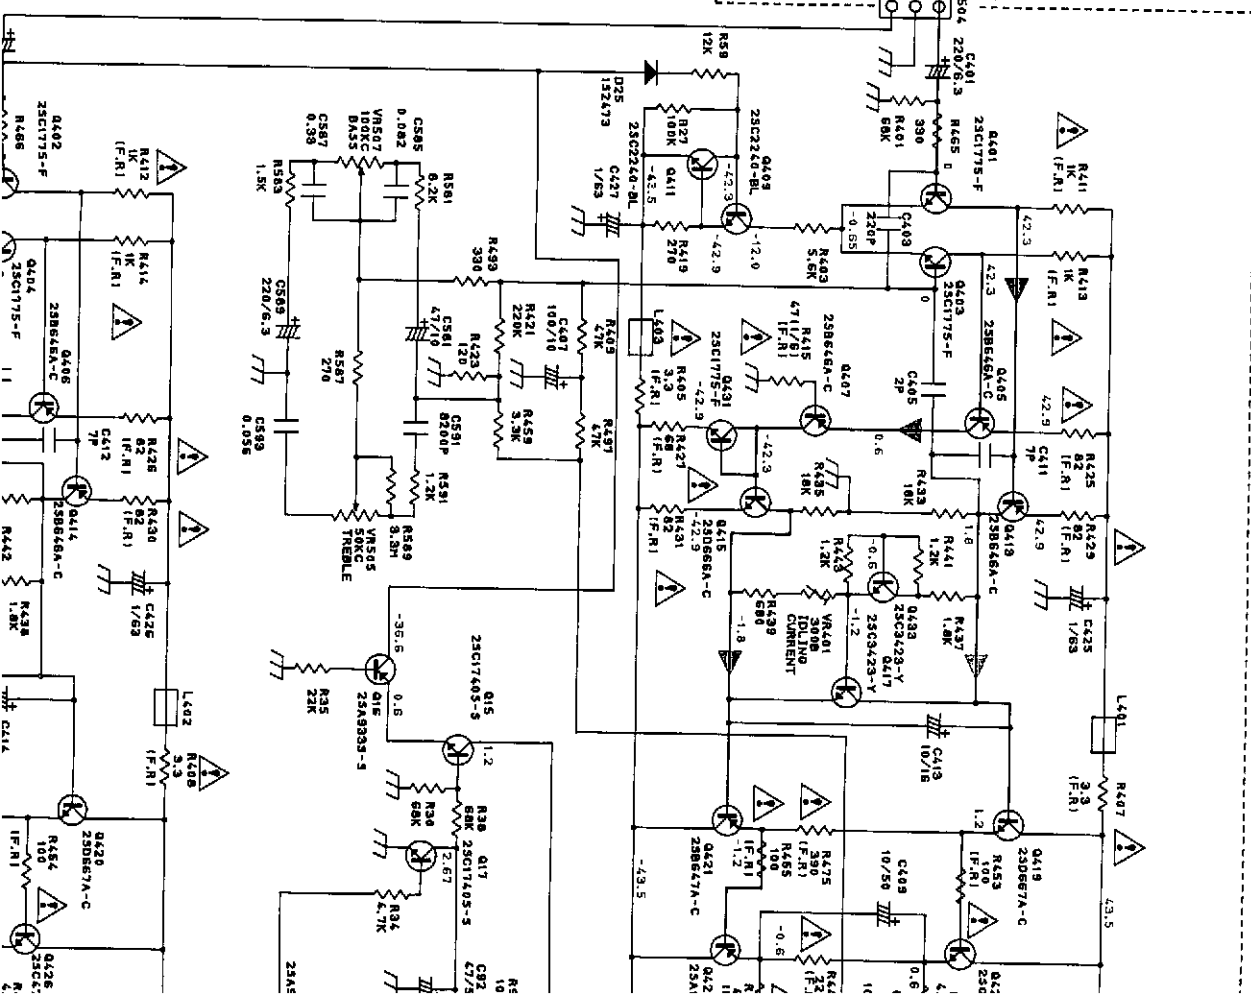 504
C401
220/6.3
R59
12K
D25
1S2473
R27
100K
2SC2240-BL
Q409
2SC2240-BL
Q411
-42.3
-43.5
C427
1/63
R419
270
-42.9
-12.0
R401
68K
R465
330
Q401
2SC1775-F
0
C403
220P
-0.65
R403
5.6K
R411
1K
(F.R)
42.3
R413
1K
(F.R)
42.3
Q403
2SC1775-F
0
Q405
2SB646A-C
C405
2P
42.9
C411
7P
R425
82
(F.R)
R429
82
(F.R)
42.9
Q413
2SB646A-C
C425
1/63
Q402
2SC1775-F
R466
R412
1K
(F.R)
R414
1K
(F.R)
Q404
2SC1775-F
Q406
2SB646A-C
C412
7P
R426
82
(F.R)
R430
82
(F.R)
Q414
2SB646A-C
C426
1/63
R442
R438
1.8K
C414
L402
R408
3.3
(F.R)
Q420
2SD667A-C
R454
100
(F.R)
Q426
C587
0.39
VR507
100KC
BASS
C585
0.082
R583
1.5K
R581
8.2K
C589
220/6.3
C581
47/10
R587
270
R423
120
C593
0.056
C591
8200P
R591
1.2K
R589
3.3M
VR505
50KC
TREBLE
R493
330
R421
220K
C407
100/10
R409
47K
R459
3.3K
R497
47K
L403
R405
3.3
(F.R)
R415
47(1/6)
(F.R)
2SB646A-C
Q407
0.6
Q431
2SC1775-F
-42.9
R427
68
(F.R)
-42.3
R431
82
(F.R)
Q415
2SD666A-C
-42.9
R435
18K
R433
18K
1.8
R443
1.2K
R441
1.2K
-0.6
Q433
2SC3423-Y
Q417
2SC3423-Y
R437
1.8K
-1.2
R439
680
VR401
300B
IDLING
CURRENT
-1.8
C413
10/16
L401
R407
3.3
(F.R)
1.2
Q419
2SD667A-C
R453
100
(F.R)
43.5
Q421
2SB647A-C
-1.2
R455
100
(F.R)
R475
390
(F.R)
C409
10/50
-43.5
-0.6
0.6
-36.6
R35
22K
0.6
Q16
2SA933S-S
Q15
2SC1740S-S
1.2
R30
68K
R38
68K
Q17
2SC1740S-S
2.67
R34
4.7K
C92